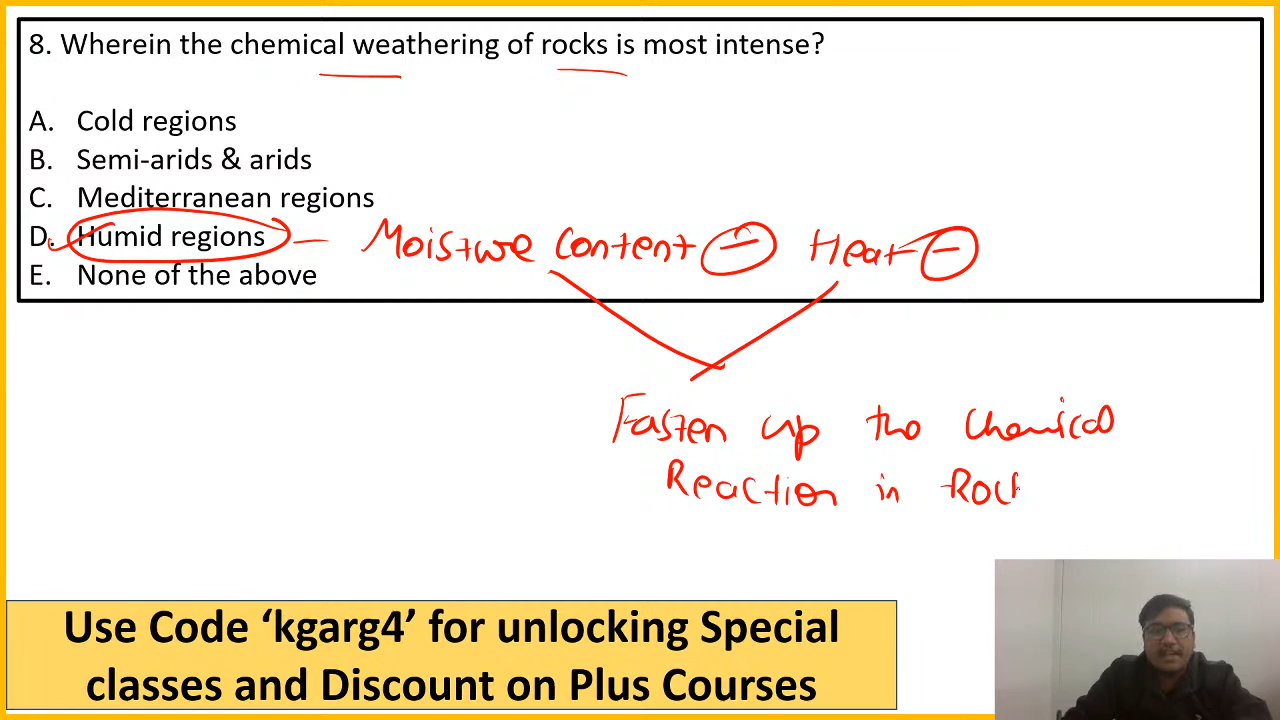 8. Wherein the chemical weathering of rocks is most intense?
A. Cold regions
B. Semi-arids & arids
C. Mediterranean regions
D. Humid regions – Moisture content – Heat –
E. None of the above
Fasten up the chemical
Reaction in Rock
Use Code ‘kgarg4’ for unlocking Special
classes and Discount on Plus Courses